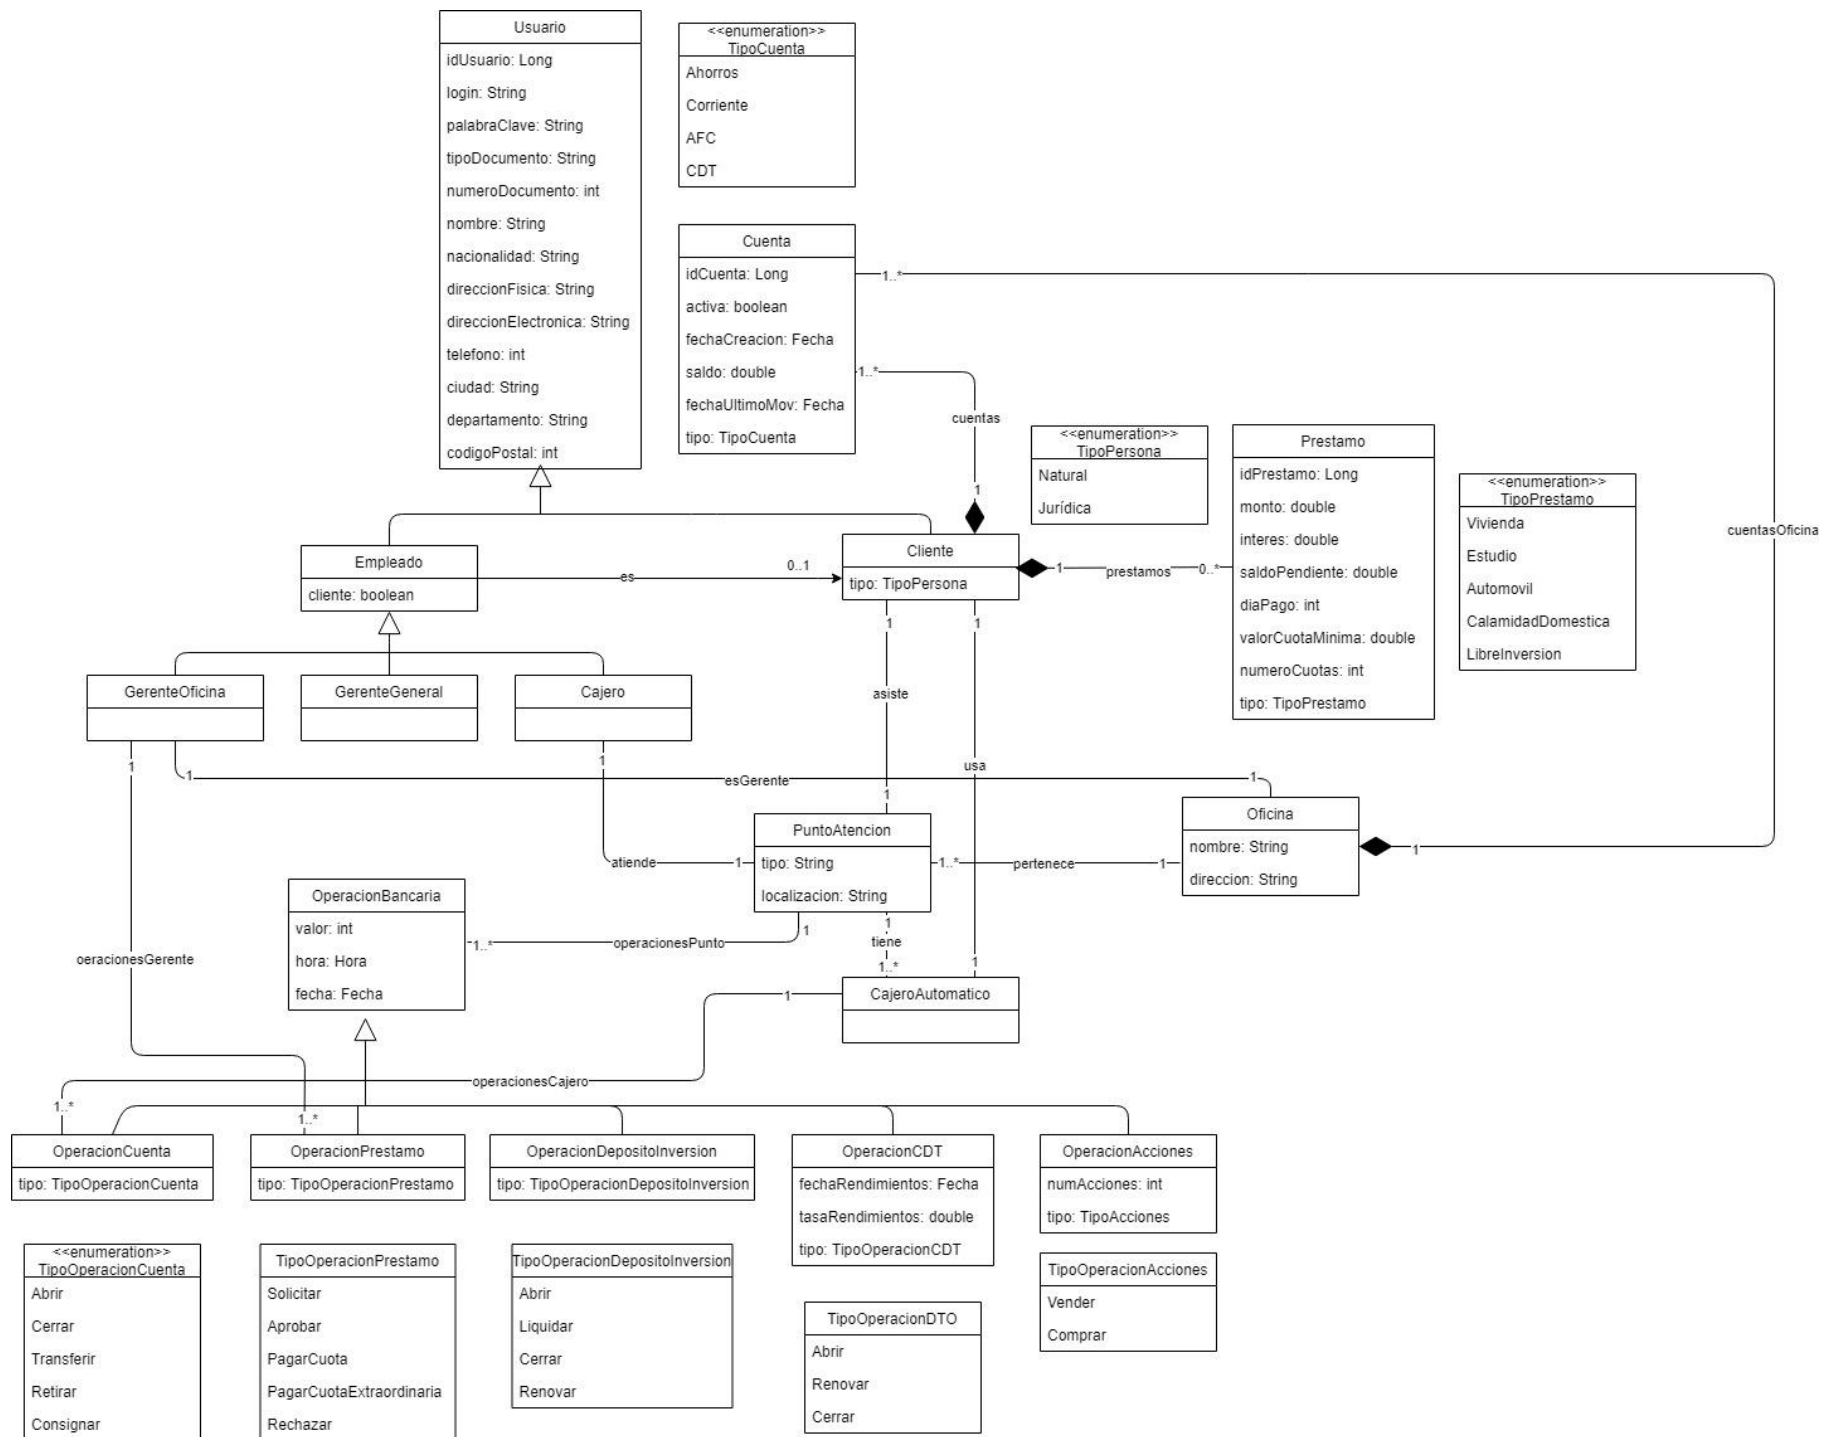 Usuario
idUsuario: Long
login: String
palabraClave: String
tipoDocumento: String
numeroDocumento: int
nombre: String
nacionalidad: String
direccionFisica: String
direccionElectronica: String
telefono: int
ciudad: String
departamento: String
codigoPostal: int
<<enumeration>>
TipoCuenta
Ahorros
Corriente
AFC
CDT
Cuenta
idCuenta: Long
activa: boolean
fechaCreacion: Fecha
saldo: double
fechaUltimoMov: Fecha
tipo: TipoCuenta
1..*
1..*
cuentas
1
cuentasOficina
<<enumeration>>
TipoPersona
Natural
Jurídica
Prestamo
idPrestamo: Long
monto: double
interes: double
saldoPendiente: double
diaPago: int
valorCuotaMinima: double
numeroCuotas: int
tipo: TipoPrestamo
<<enumeration>>
TipoPrestamo
Vivienda
Estudio
Automovil
CalamidadDomestica
LibreInversion
Empleado
cliente: boolean
es
0..1
Cliente
tipo: TipoPersona
1
prestamos
0..*
1
1
asiste
1
usa
1
GerenteOficina
GerenteGeneral
Cajero
1
1
esGerente
1
1
atiende
1
PuntoAtencion
tipo: String
localizacion: String
1..*
pertenece
1
Oficina
nombre: String
direccion: String
1
OperacionBancaria
valor: int
hora: Hora
fecha: Fecha
1..*
operacionesPunto
1
1
tiene
1..*
oeracionesGerente
1..*
CajeroAutomatico
1
operacionesCajero
1..*
OperacionCuenta
tipo: TipoOperacionCuenta
OperacionPrestamo
tipo: TipoOperacionPrestamo
OperacionDepositoInversion
tipo: TipoOperacionDepositoInversion
OperacionCDT
fechaRendimientos: Fecha
tasaRendimientos: double
tipo: TipoOperacionCDT
OperacionAcciones
numAcciones: int
tipo: TipoAcciones
<<enumeration>>
TipoOperacionCuenta
Abrir
Cerrar
Transferir
Retirar
Consignar
TipoOperacionPrestamo
Solicitar
Aprobar
PagarCuota
PagarCuotaExtraordinaria
Rechazar
TipoOperacionDepositoInversion
Abrir
Liquidar
Cerrar
Renovar
TipoOperacionDTO
Abrir
Renovar
Cerrar
TipoOperacionAcciones
Vender
Comprar